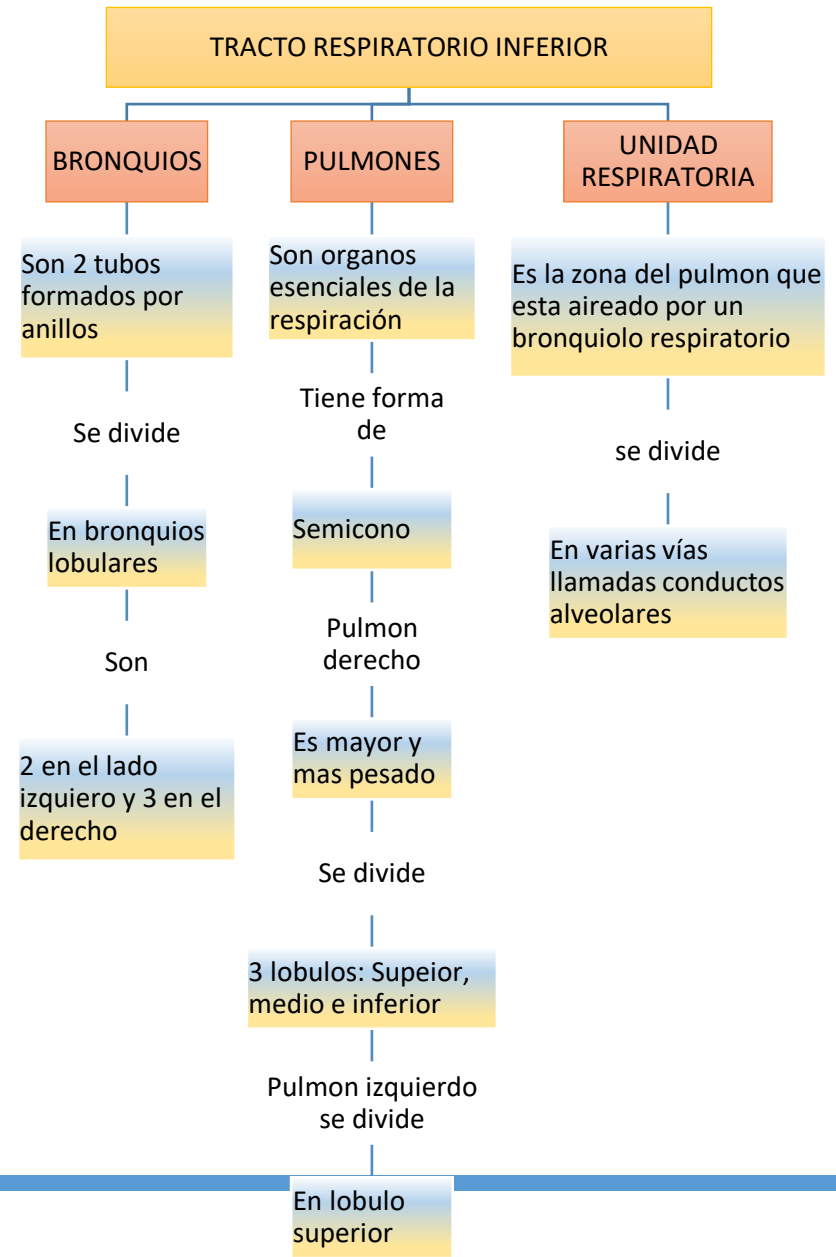 TRACTO RESPIRATORIO INFERIOR
BRONQUIOS
Son 2 tubos
formados por
anillos
Se divide
En bronquios
lobulares
Son
2 en el lado
izquiero y 3 en el
derecho
PULMONES
Son organos
esenciales de la
respiración
Tiene forma
de
Semicono
Pulmon
derecho
Es mayor y
mas pesado
Se divide
3 lobulos: Supeior,
medio e inferior
Pulmon izquierdo
se divide
En lobulo
superior
UNIDAD
RESPIRATORIA
Es la zona del pulmon que
esta aireado por un
bronquiolo respiratorio
se divide
En varias vías
llamadas conductos
alveolares